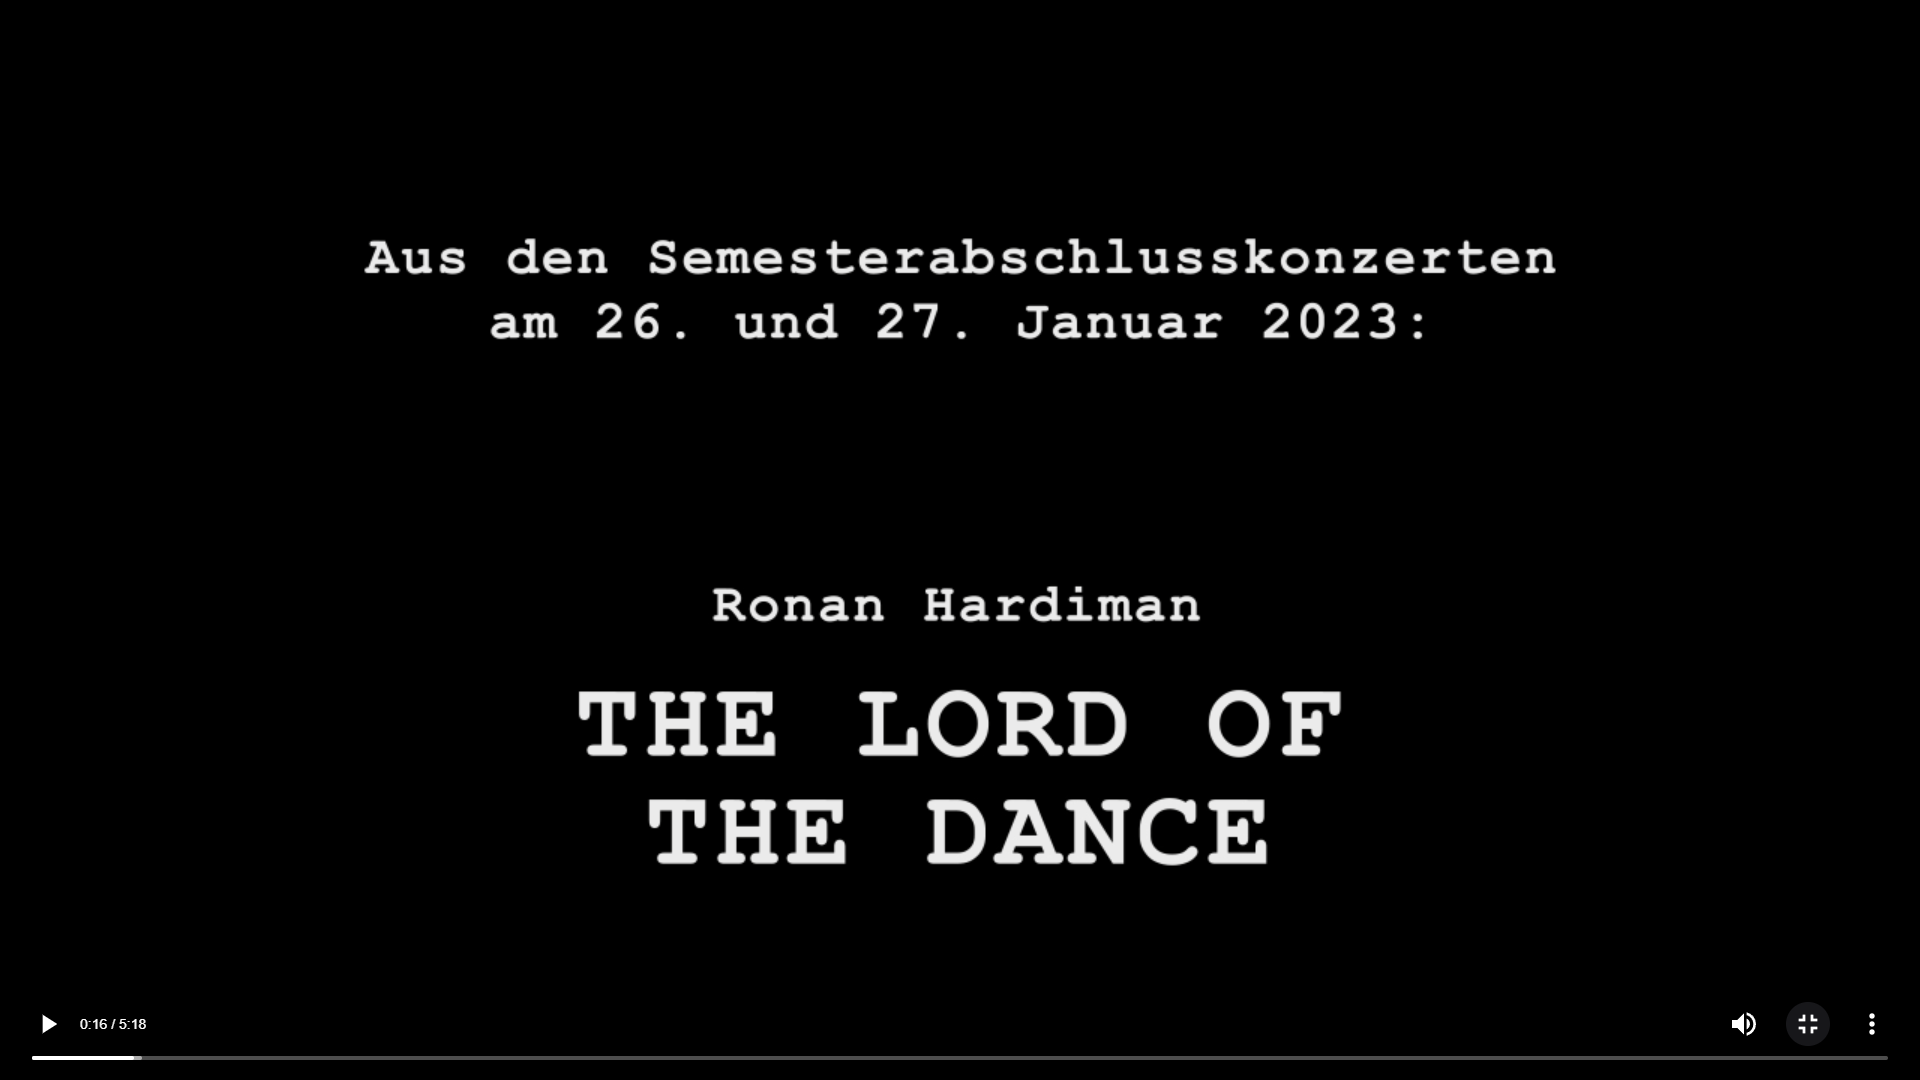 Aus den Semesterabschlusskonzerten
am 26. und 27. Januar 2023:
Ronan Hardiman
THE LORD OF
THE DANCE
0:16 / 5:18